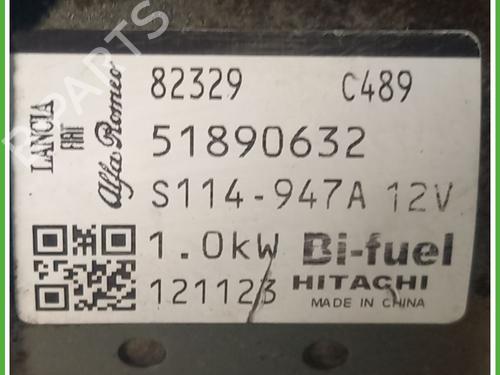 LANCIA
FIAT
Alfa Romeo
82329 C489
51890632
S114-947A 12V
1.0kW Bi-fuel
121123 HITACHI
MADE IN CHINA